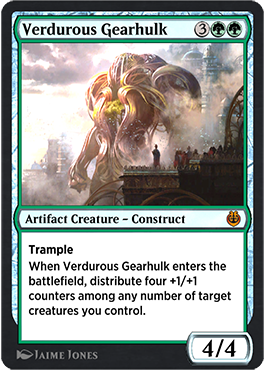 Verdurous Gearhulk 3
Artifact Creature – Construct
Trample
When Verdurous Gearhulk enters the
battlefield, distribute four +1/+1
counters among any number of target
creatures you control.
4/4
Jaime Jones